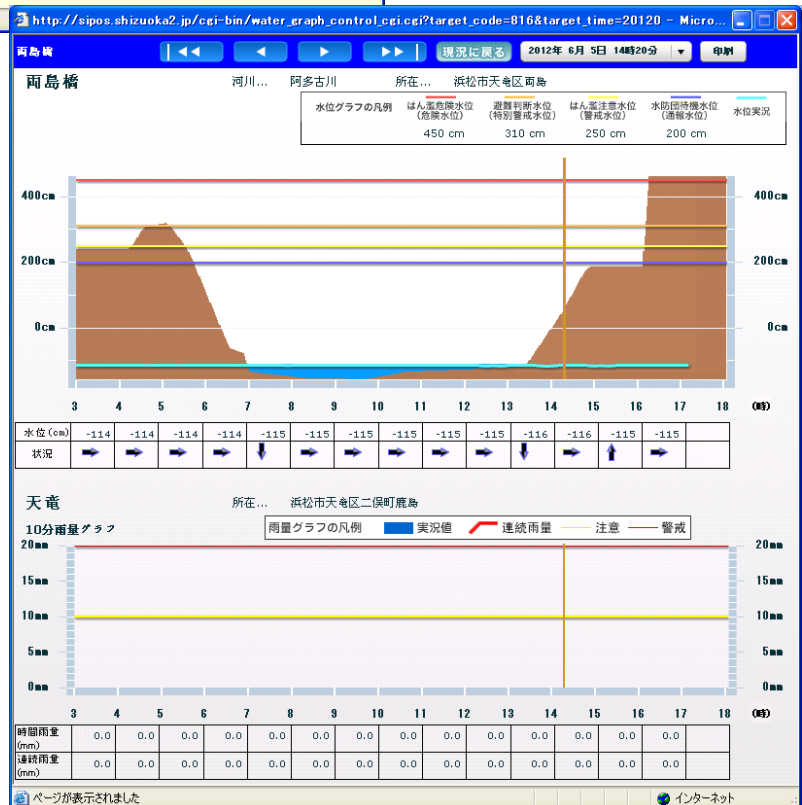 http://sipos.shizuoka2.jp/cgi-bin/water_graph_control_cgi.cgi?target_code=816&target_time=20120 - Micro...
両島橋 現況に戻る 2012年 6月 5日 14時20分 印刷
両島橋 河川... 阿多古川 所在... 浜松市天竜区両島
水位グラフの凡例 はん濫危険水位 避難判断水位 はん濫注意水位 水防団待機水位 水位実況
(危険水位) (特別警戒水位) (警戒水位) (通報水位)
450 cm 310 cm 250 cm 200 cm
400cm 400cm
200cm 200cm
0cm 0cm
3 4 5 6 7 8 9 10 11 12 13 14 15 16 17 18 (時)
水位(cm) -114 -114 -114 -114 -115 -115 -115 -115 -115 -115 -116 -116 -115 -115
状況
天竜 所在... 浜松市天竜区二俣町鹿島
10分雨量グラフ 雨量グラフの凡例 実況値 連続雨量 注意 警戒
20mm 20mm
15mm 15mm
10mm 10mm
5mm 5mm
0mm 0mm
3 4 5 6 7 8 9 10 11 12 13 14 15 16 17 18 (時)
時間雨量(mm) 0.0 0.0 0.0 0.0 0.0 0.0 0.0 0.0 0.0 0.0 0.0 0.0 0.0 0.0
連続雨量(mm) 0.0 0.0 0.0 0.0 0.0 0.0 0.0 0.0 0.0 0.0 0.0 0.0 0.0 0.0
ページが表示されました インターネット